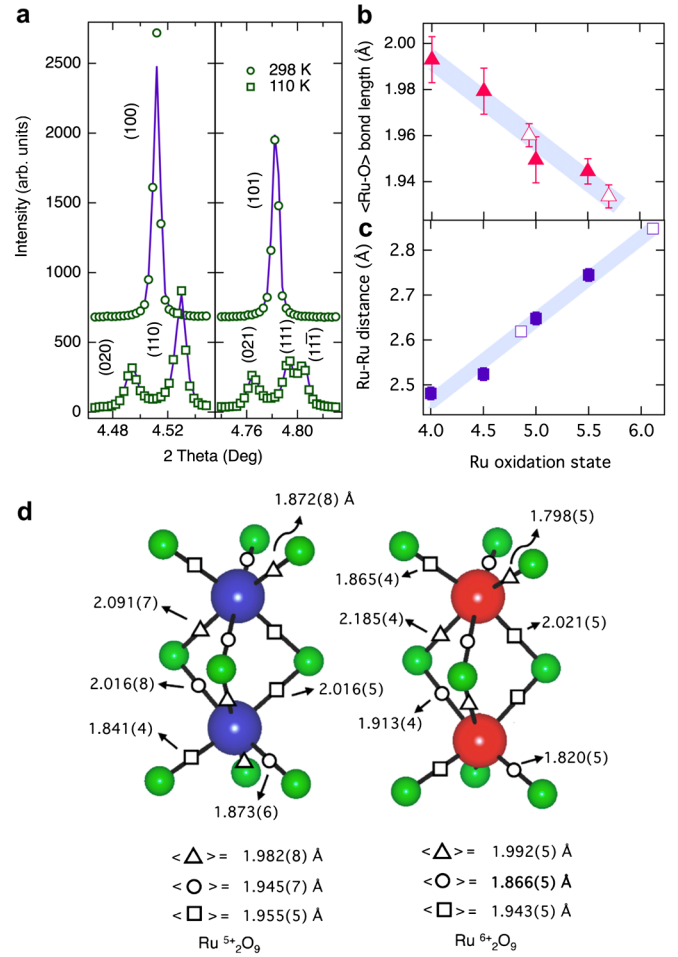 a
Intensity (arb. units)
2500
2000
1500
1000
500
0
(100)
(110)
(020)
298 K
110 K
(101)
(021)
(111)
(11̄1)
4.48
4.52
4.76
4.80
2 Theta (Deg)
b
<Ru-O> bond length (Å)
2.00
1.98
1.96
1.94
c
Ru-Ru distance (Å)
2.8
2.7
2.6
2.5
4.0
4.5
5.0
5.5
6.0
Ru oxidation state
d
1.872(8) Å
2.091(7)
2.016(8)
2.016(5)
1.841(4)
1.873(6)
< △ > = 1.982(8) Å
< ○ > = 1.945(7) Å
< □ > = 1.955(5) Å
Ru ⁵⁺₂O₉
1.798(5)
1.865(4)
2.185(4)
2.021(5)
1.913(4)
1.820(5)
< △ > = 1.992(5) Å
< ○ > = 1.866(5) Å
< □ > = 1.943(5) Å
Ru ⁶⁺₂O₉